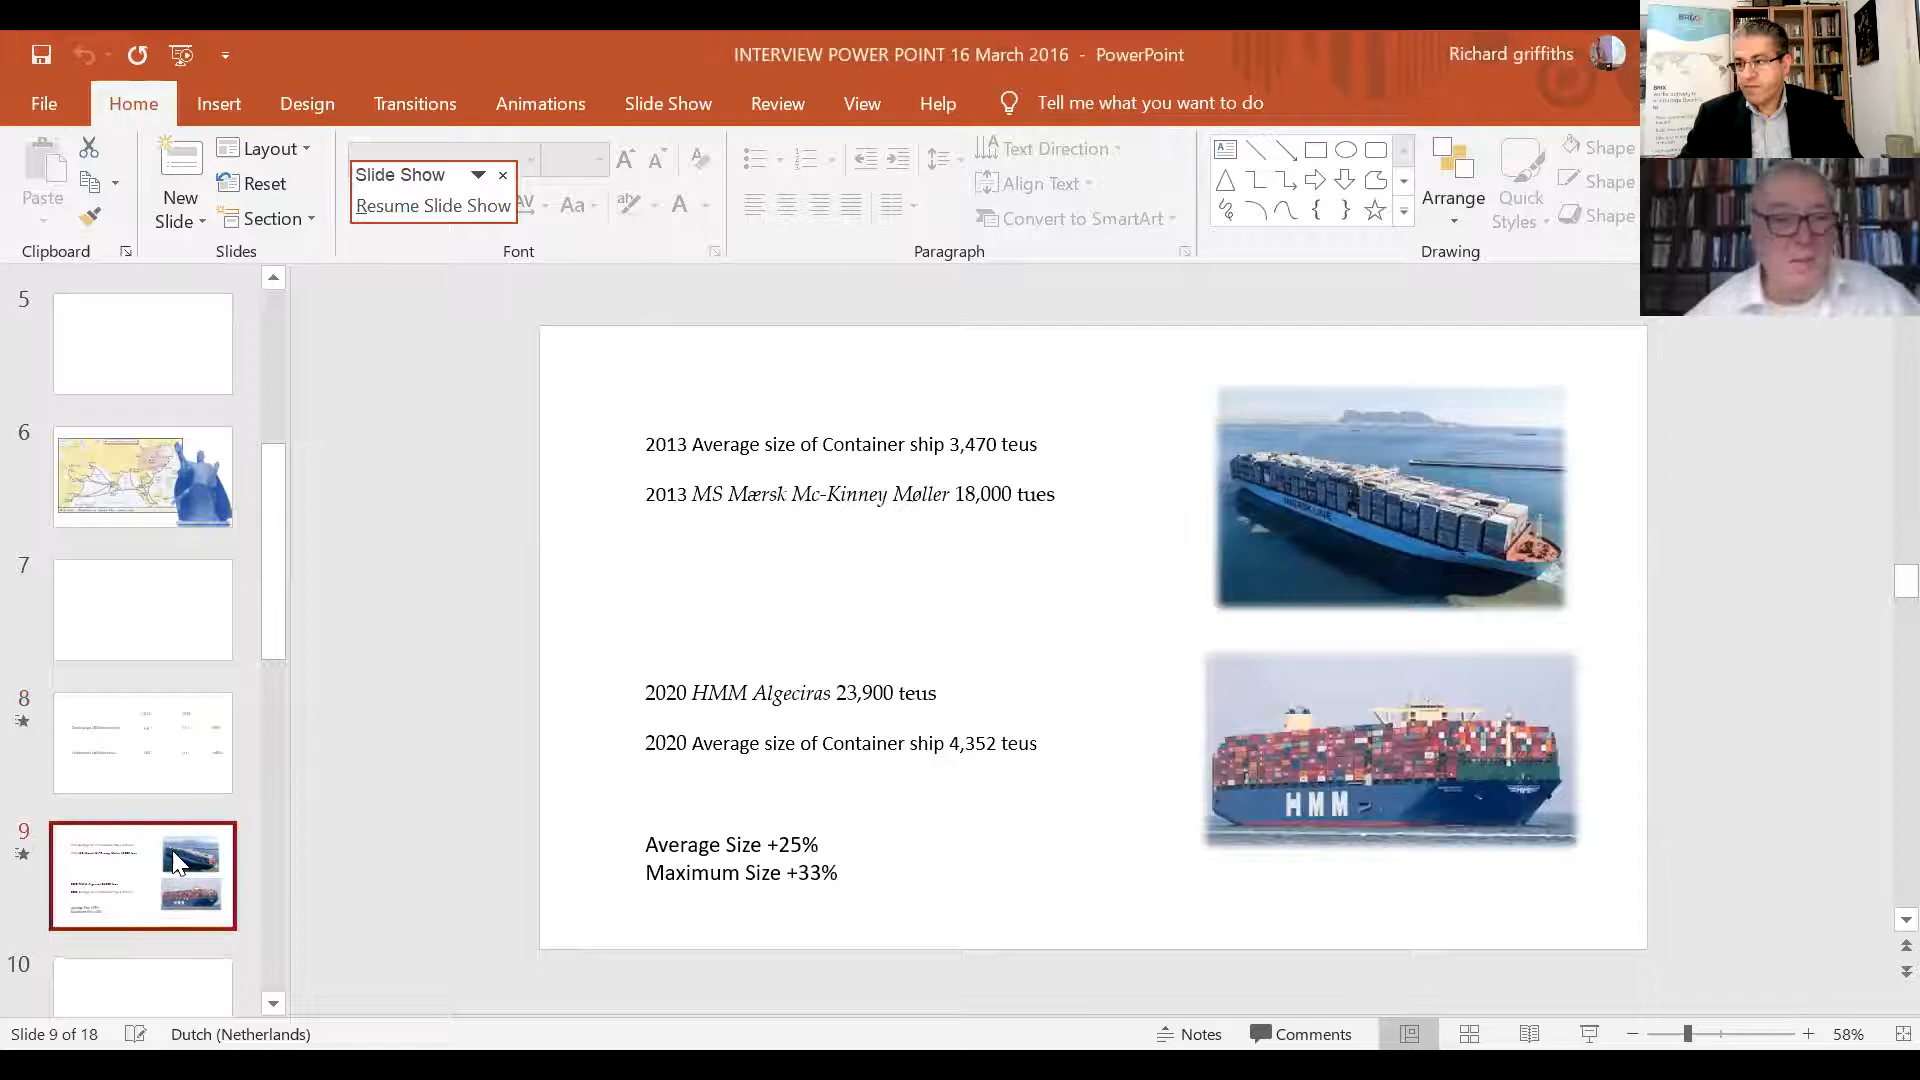 INTERVIEW POWER POINT 16 March 2016 - PowerPoint
Richard griffiths
File Home Insert Design Transitions Animations Slide Show Review View Help Tell me what you want to do
Paste
Clipboard
New Slide
Layout
Reset
Section
Slides
Slide Show
Resume Slide Show
Aa
Font
Text Direction
Align Text
Convert to SmartArt
Paragraph
Arrange
Quick Styles
Shape
Shape
Shape
Drawing
BRIX
5
6
7
8
9
10
2013 Average size of Container ship 3,470 teus
2013 MS Mærsk Mc-Kinney Møller 18,000 tues
2020 HMM Algeciras 23,900 teus
2020 Average size of Container ship 4,352 teus
HMM
Average Size +25%
Maximum Size +33%
Slide 9 of 18 Dutch (Netherlands) Notes Comments 58%